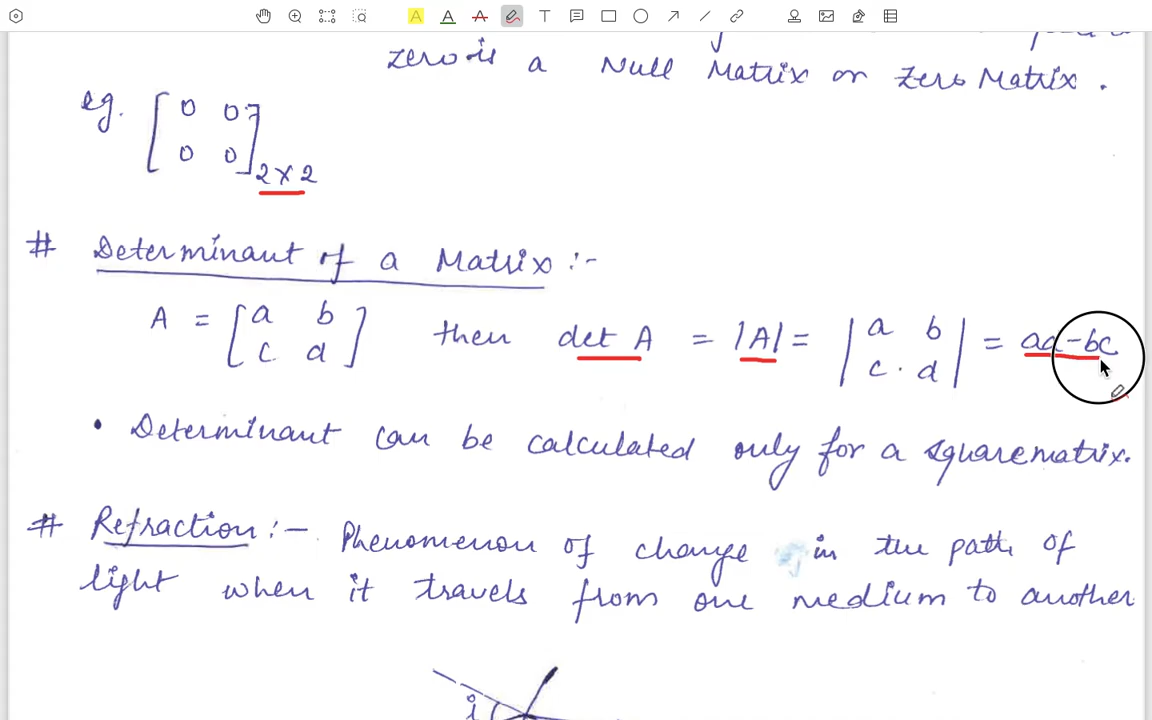 zero is a Null Matrix or Zero Matrix.
eg. [0 0
0 0]2×2
# Determinant of a Matrix :-
A = [a b
c d] then det A = |A| = |a b
c . d| = ad-bc
• Determinant can be calculated only for a square matrix.
# Refraction :- Phenomenon of change in the path of
light when it travels from one medium to another
i